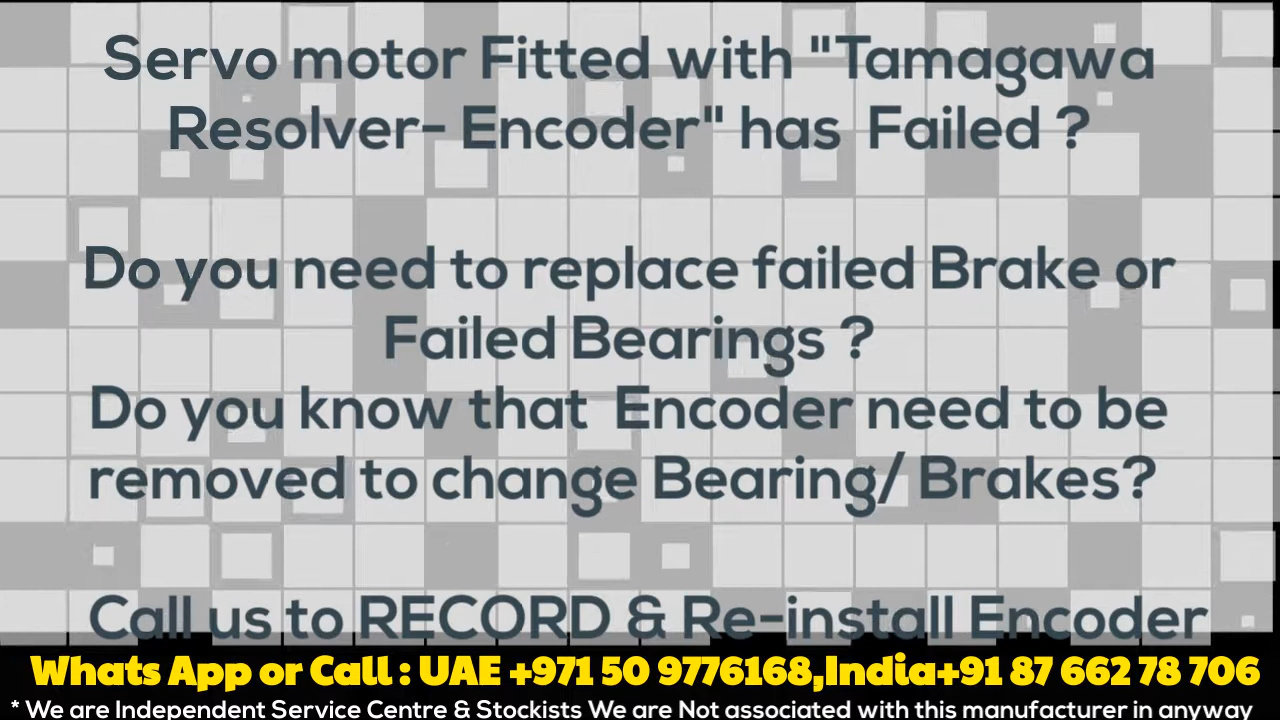 Servo motor Fitted with "Tamagawa
Resolver- Encoder" has Failed ?
Do you need to replace failed Brake or
Failed Bearings ?
Do you know that Encoder need to be
removed to change Bearing/ Brakes?
Call us to RECORD & Re-install Encoder
Whats App or Call : UAE +971 50 9776168,India+91 87 662 78 706
* We are Independent Service Centre & Stockists We are Not associated with this manufacturer in anyway